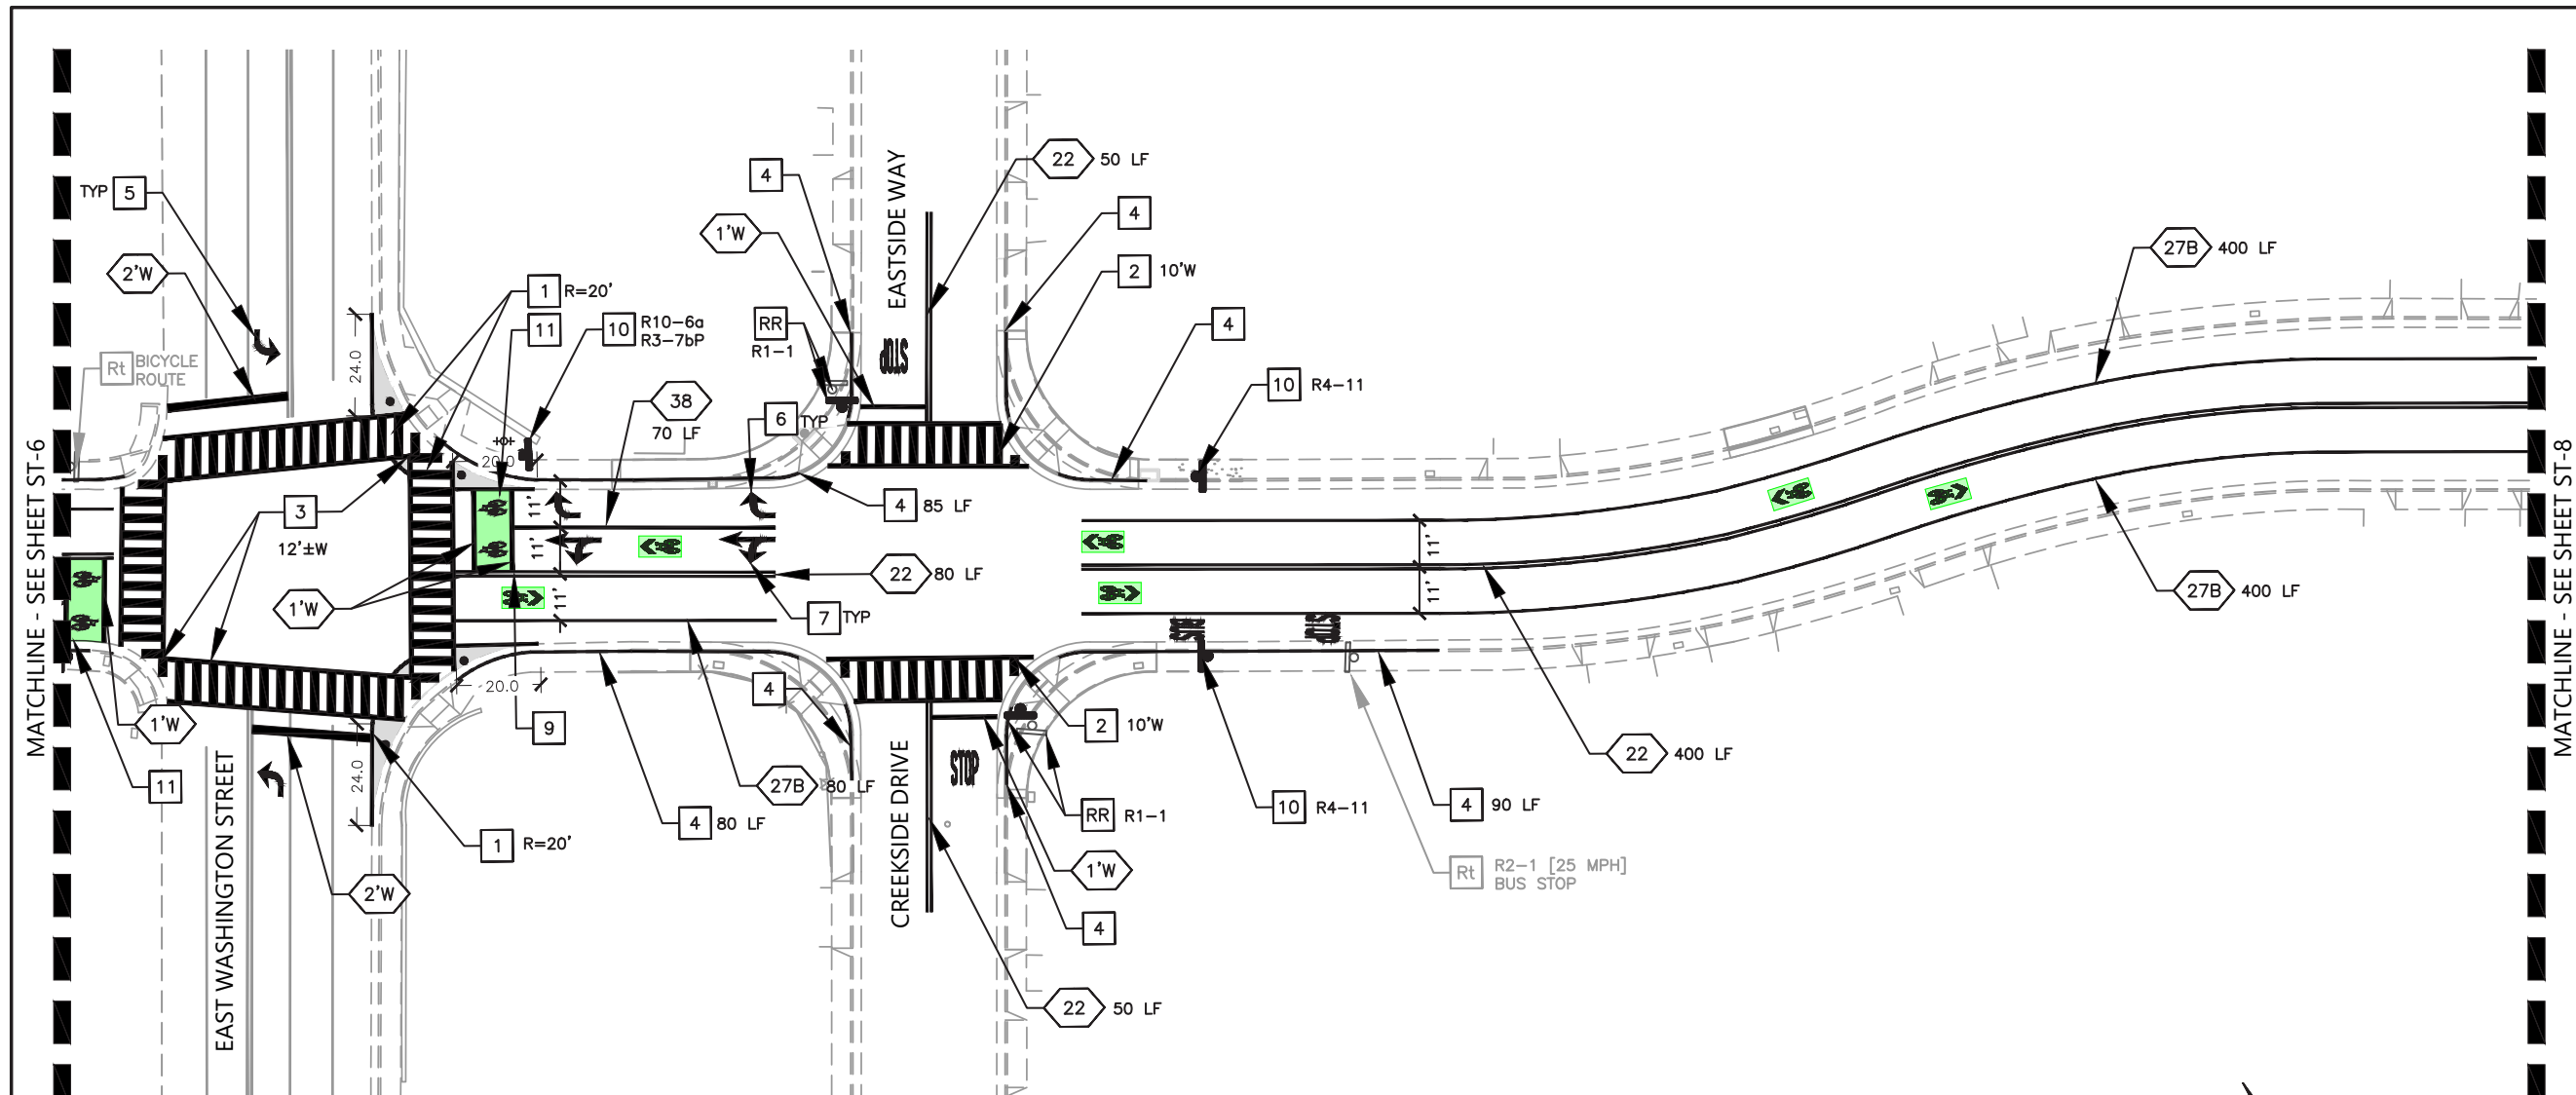 MATCHLINE - SEE SHEET ST-6
TYP 5
2'W
Rt BICYCLE
ROUTE
24.0
1 R=20'
11
10 R10-6a
R3-7bP
20.0
3
12'±W
1'W
1'W
11
11'
11'
11'
38
70 LF
6 TYP
4
1'W
RR
R1-1
EASTSIDE WAY
STOP
22 50 LF
4
2 10'W
4
10 R4-11
4 85 LF
22 80 LF
7 TYP
9
20.0
24.0
EAST WASHINGTON STREET
2'W
1 R=20'
4 80 LF
27B 80 LF
4
CREEKSIDE DRIVE
STOP
2 10'W
RR R1-1
1'W
4
22 50 LF
BUS
STOP
10 R4-11
4 90 LF
Rt R2-1 [25 MPH]
BUS STOP
11'
11'
22 400 LF
27B 400 LF
27B 400 LF
MATCHLINE - SEE SHEET ST-8